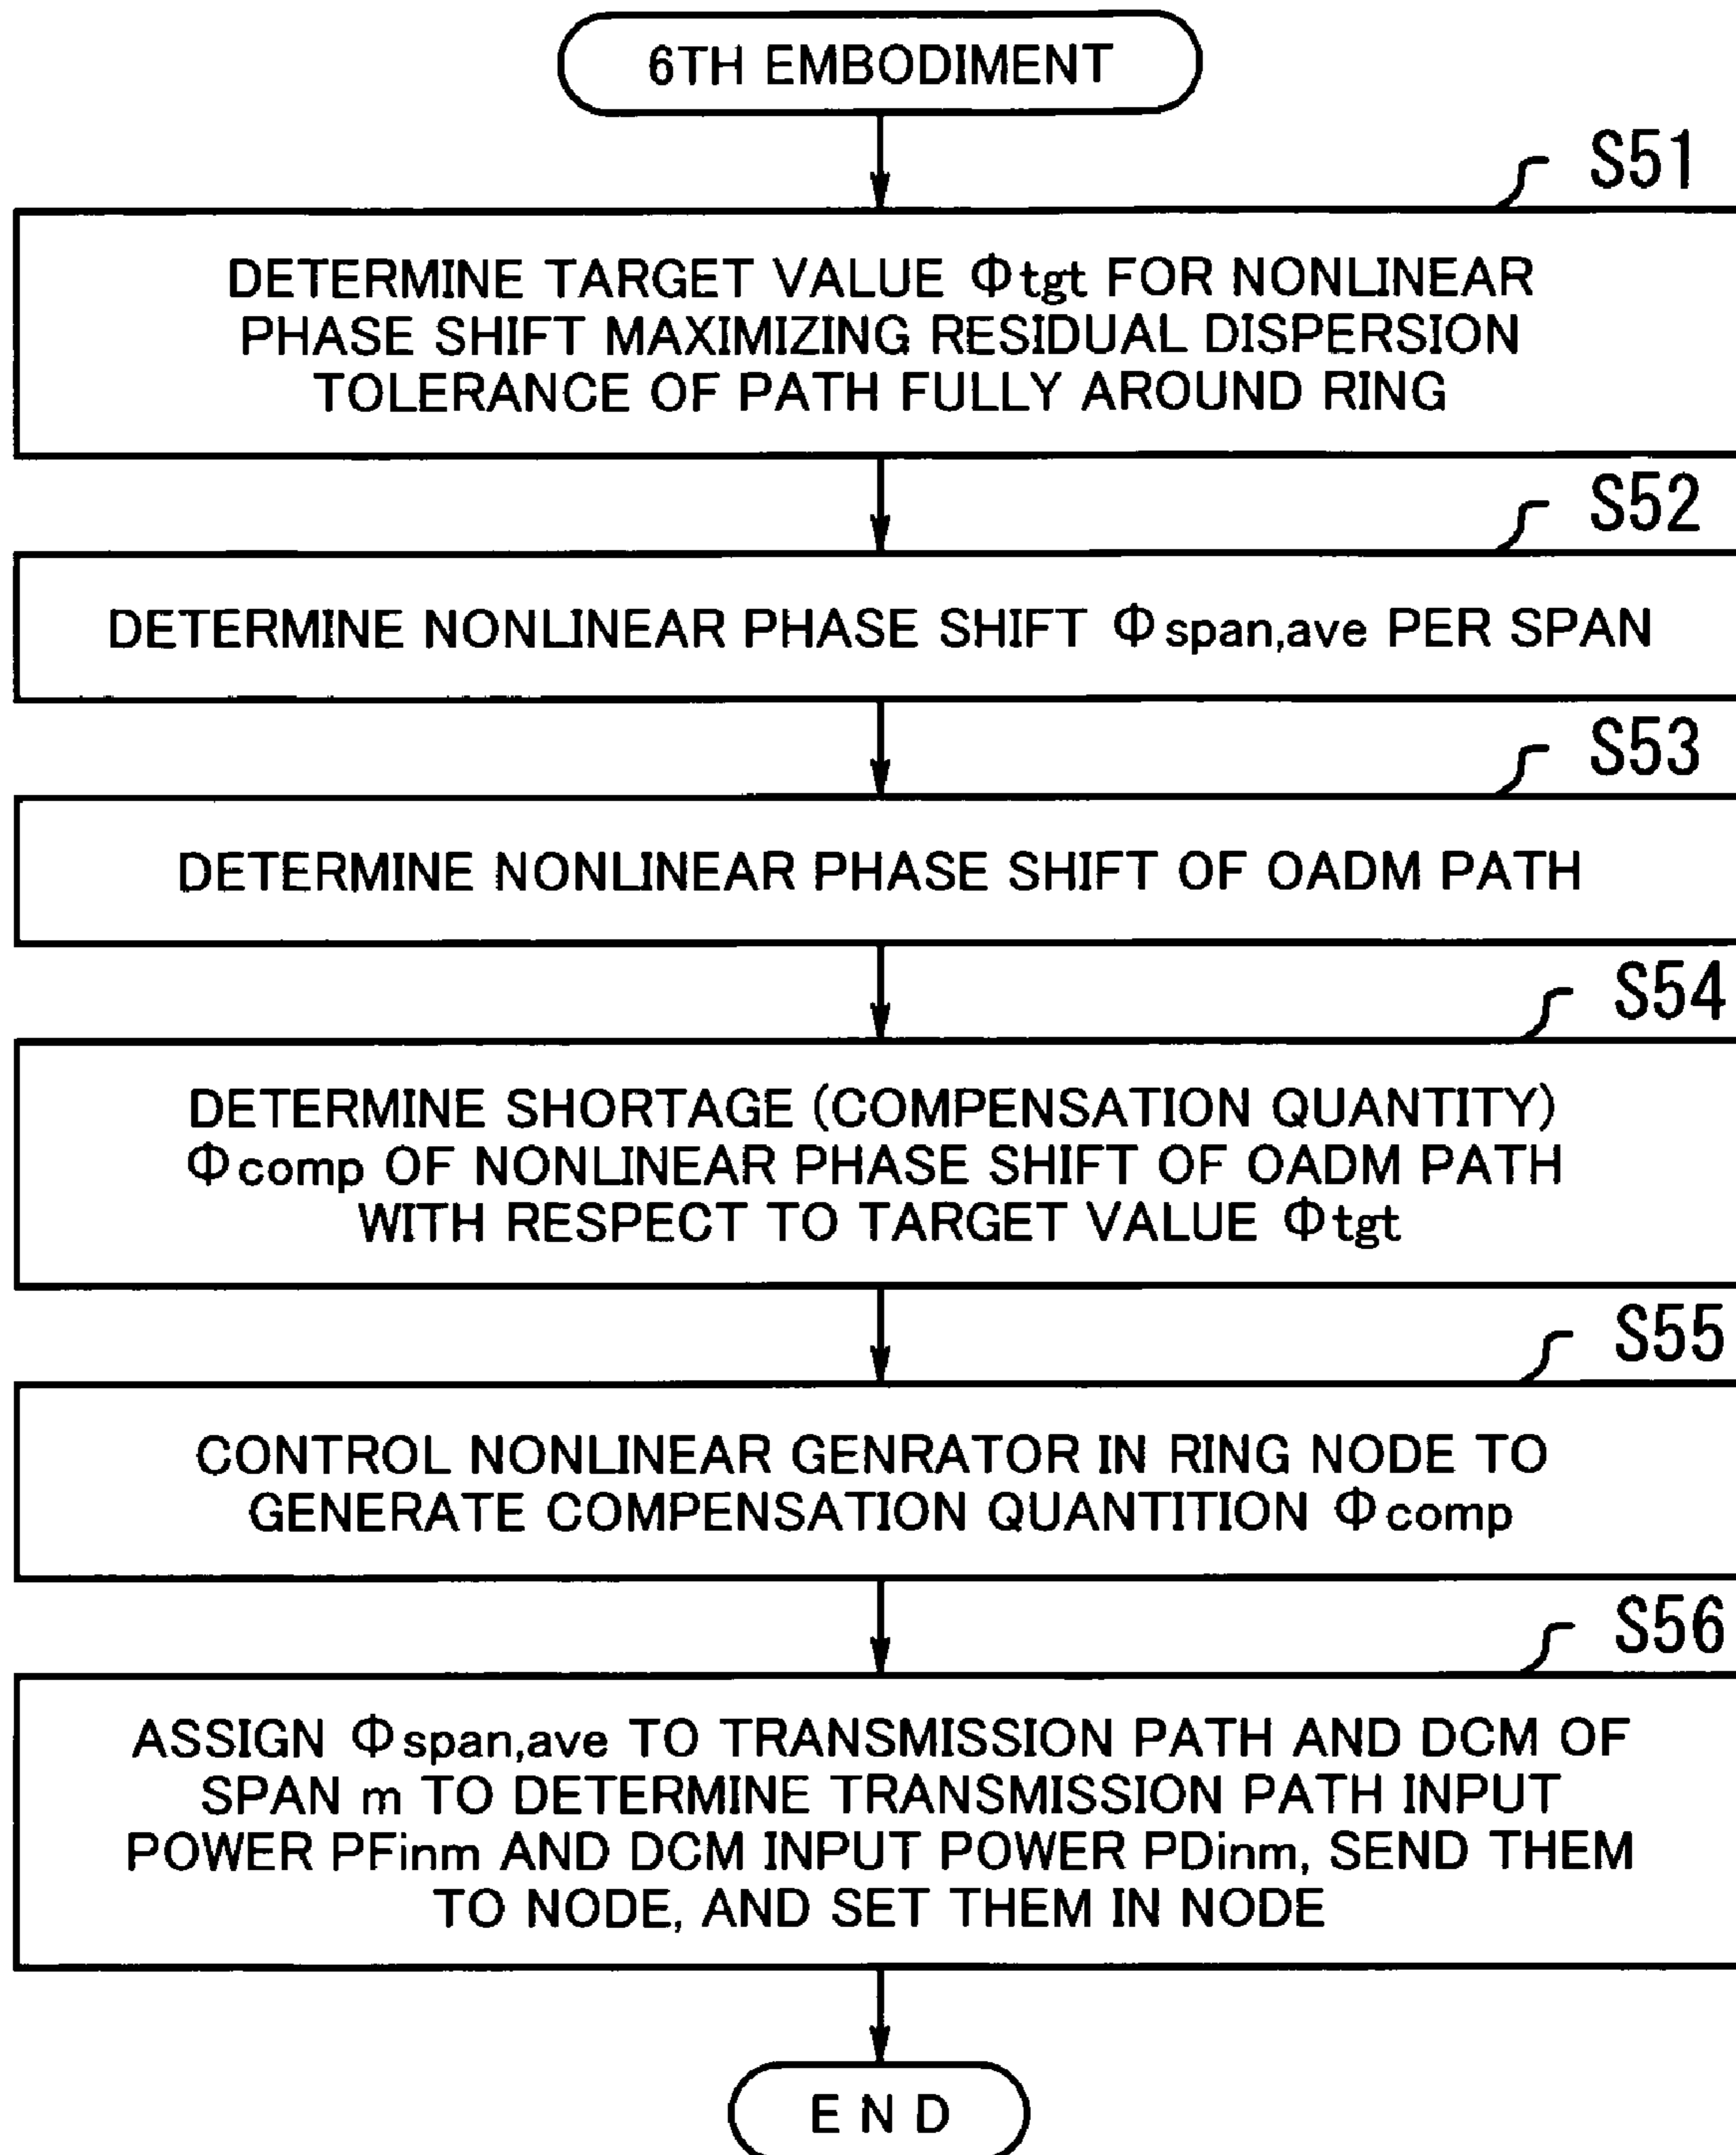 6TH EMBODIMENT
S51
DETERMINE TARGET VALUE Φtgt FOR NONLINEAR
PHASE SHIFT MAXIMIZING RESIDUAL DISPERSION
TOLERANCE OF PATH FULLY AROUND RING
S52
DETERMINE NONLINEAR PHASE SHIFT Φspan,ave PER SPAN
S53
DETERMINE NONLINEAR PHASE SHIFT OF OADM PATH
S54
DETERMINE SHORTAGE (COMPENSATION QUANTITY)
Φcomp OF NONLINEAR PHASE SHIFT OF OADM PATH
WITH RESPECT TO TARGET VALUE Φtgt
S55
CONTROL NONLINEAR GENRATOR IN RING NODE TO
GENERATE COMPENSATION QUANTITION Φcomp
S56
ASSIGN Φspan,ave TO TRANSMISSION PATH AND DCM OF
SPAN m TO DETERMINE TRANSMISSION PATH INPUT
POWER PFinm AND DCM INPUT POWER PDinm, SEND THEM
TO NODE, AND SET THEM IN NODE
END